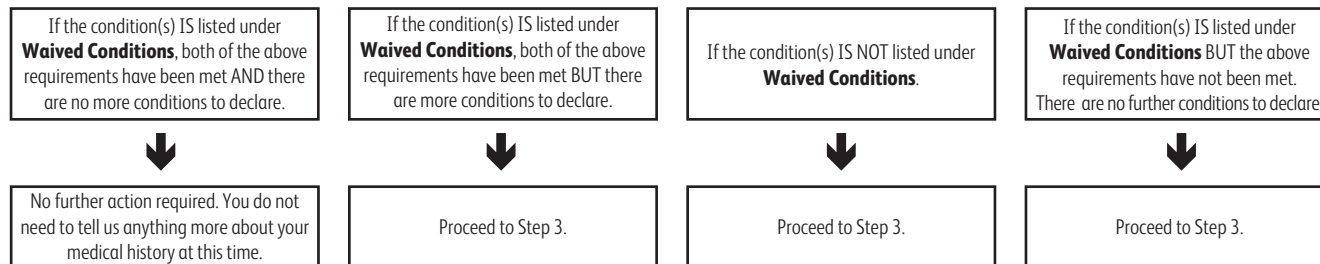 If the condition(s) IS listed under
Waived Conditions, both of the above
requirements have been met AND there
are no more conditions to declare.
If the condition(s) IS listed under
Waived Conditions, both of the above
requirements have been met BUT there
are more conditions to declare.
If the condition(s) IS NOT listed under
Waived Conditions.
If the condition(s) IS listed under
Waived Conditions BUT the above
requirements have not been met.
There are no further conditions to declare
No further action required. You do not
need to tell us anything more about your
medical history at this time.
Proceed to Step 3.
Proceed to Step 3.
Proceed to Step 3.